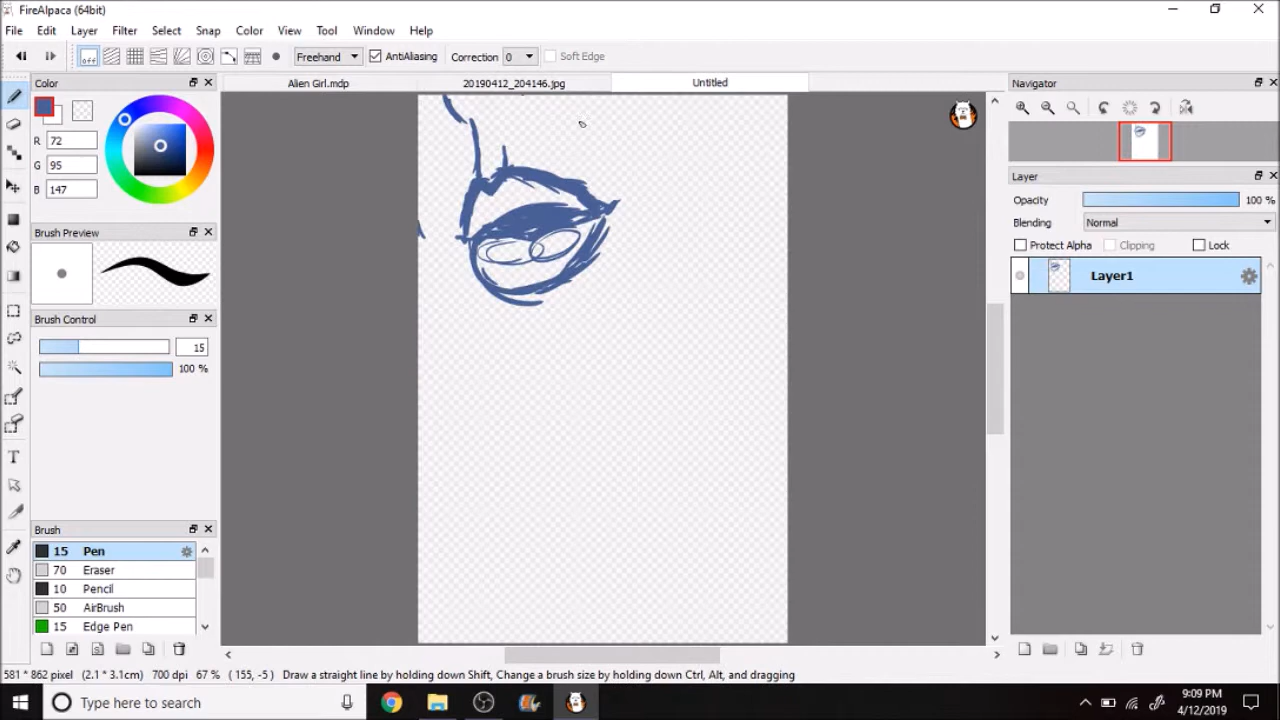 FireAlpaca (64bit)
File Edit Layer Filter Select Snap Color View Tool Window Help
off Freehand AntiAliasing Correction 0 Soft Edge
Color
Alien Girl.mdp 20190412_204146.jpg Untitled
Navigator
R 72
G 95
B 147
Layer
Opacity 100 %
Blending Normal
Protect Alpha Clipping Lock
Layer1
Brush Preview
Brush Control
15
100 %
Brush
15 Pen
70 Eraser
10 Pencil
50 AirBrush
15 Edge Pen
T
581 * 862 pixel (2.1 * 3.1cm) 700 dpi 67 % ( 155, -5 ) Draw a straight line by holding down Shift, Change a brush size by holding down Ctrl, Alt, and dragging
Type here to search
9:09 PM
4/12/2019